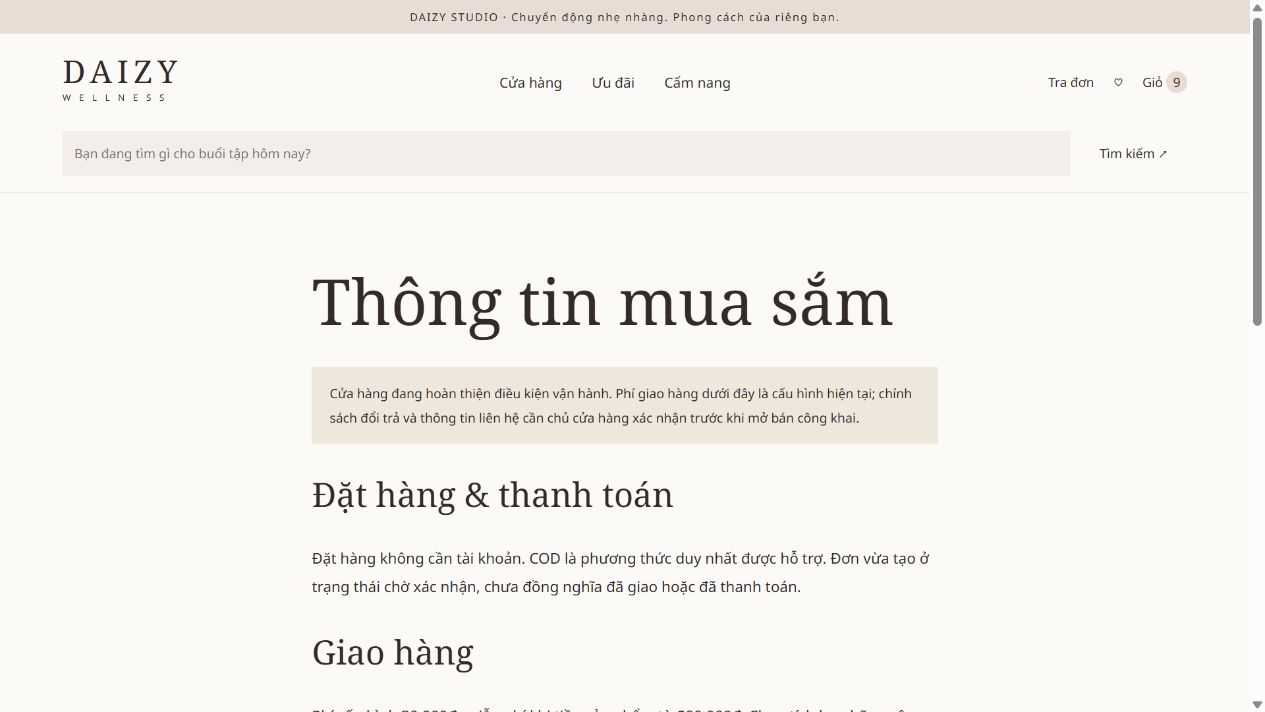 DAIZY STUDIO · Chuyển động nhẹ nhàng. Phong cách của riêng bạn.
DAIZY
WELLNESS
Cửa hàng Ưu đãi Cẩm nang
Tra đơn ♡ Giỏ 9
Bạn đang tìm gì cho buổi tập hôm nay?
Tìm kiếm ↗
Thông tin mua sắm
Cửa hàng đang hoàn thiện điều kiện vận hành. Phí giao hàng dưới đây là cấu hình hiện tại; chính
sách đổi trả và thông tin liên hệ cần chủ cửa hàng xác nhận trước khi mở bán công khai.
Đặt hàng & thanh toán
Đặt hàng không cần tài khoản. COD là phương thức duy nhất được hỗ trợ. Đơn vừa tạo ở
trạng thái chờ xác nhận, chưa đồng nghĩa đã giao hoặc đã thanh toán.
Giao hàng